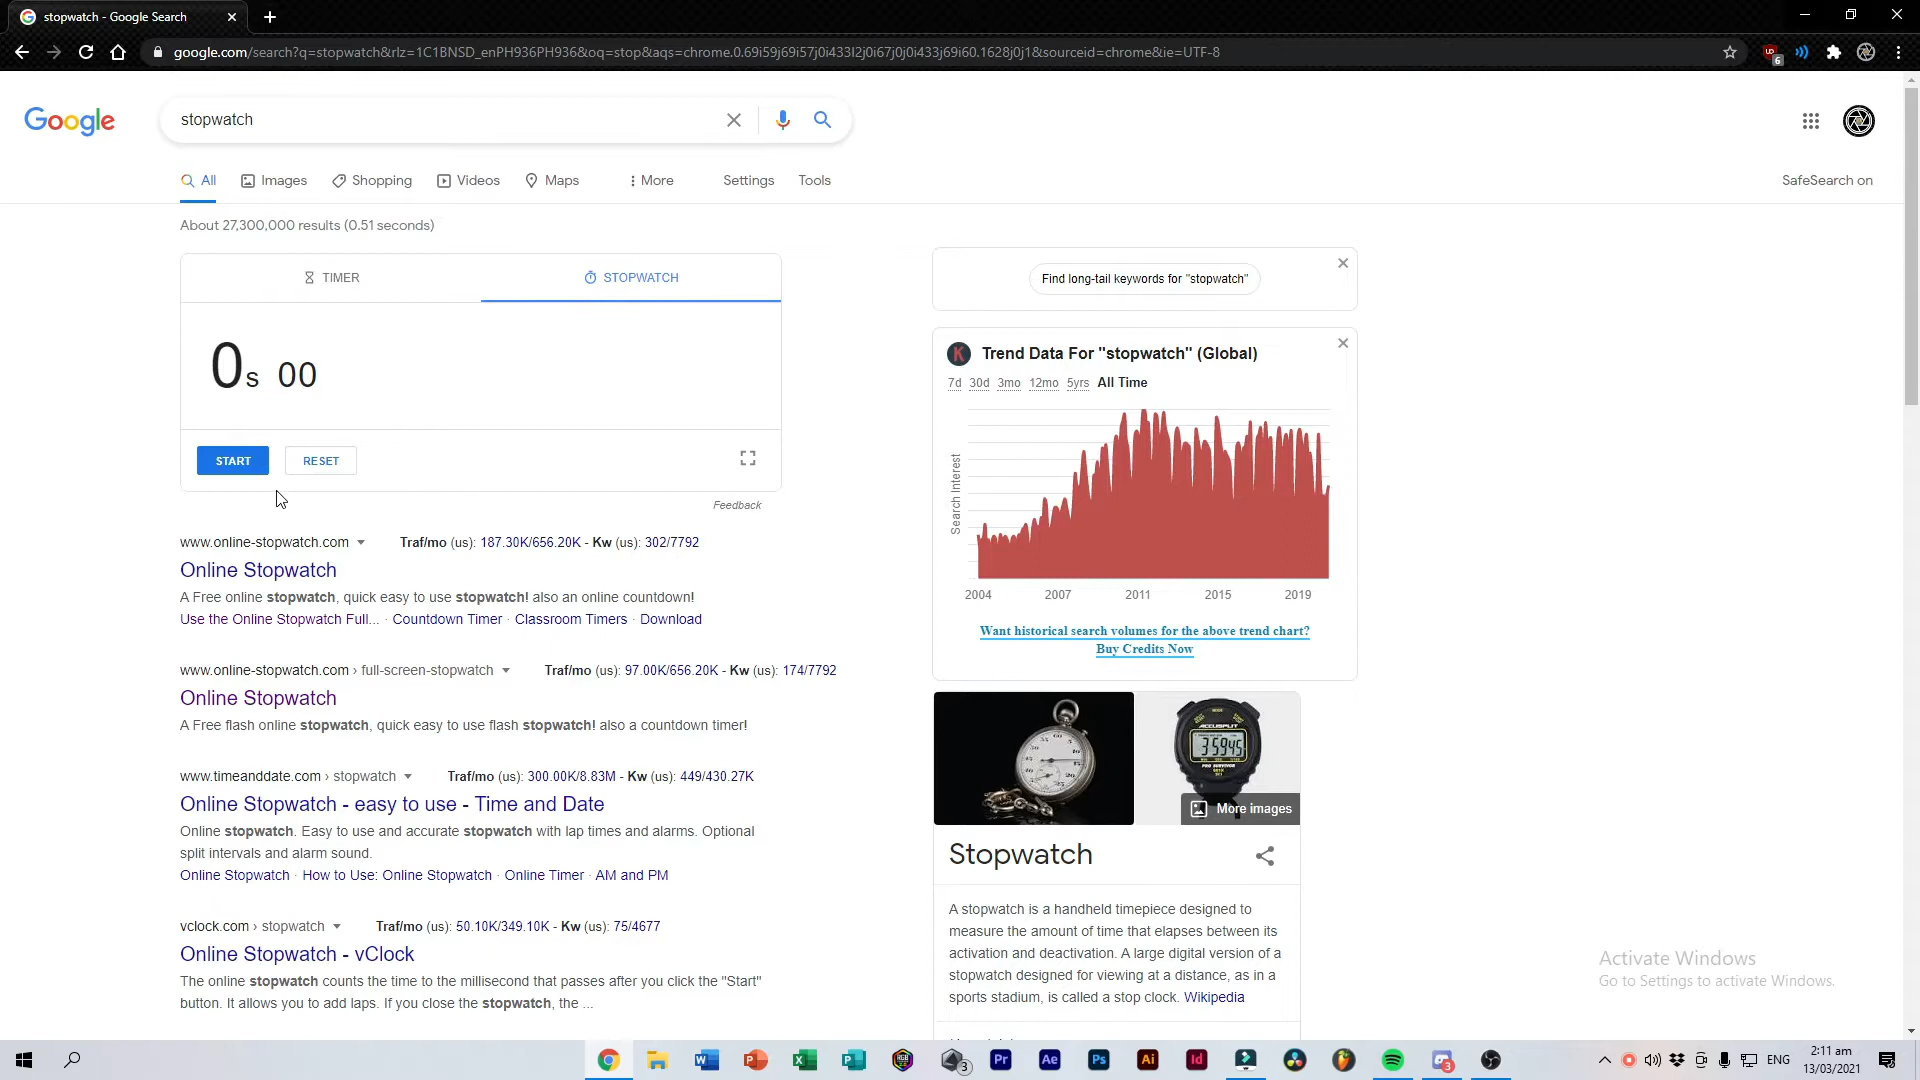 stopwatch - Google Search
google.com/search?q=stopwatch&rlz=1C1BNSD_enPH936PH936&oq=stop&aqs=chrome.0.69i59j69i57j0i433l2j0i67j0j0i433j69i60.1628j0j1&sourceid=chrome&ie=UTF-8
6
Google
stopwatch
All Images Shopping Videos Maps More Settings Tools SafeSearch on
About 27,300,000 results (0.51 seconds)
TIMER STOPWATCH
0s 00
START RESET
Feedback
www.online-stopwatch.com Traf/mo (us): 187.30K/656.20K - Kw (us): 302/7792
Online Stopwatch
A Free online stopwatch, quick easy to use stopwatch! also an online countdown!
Use the Online Stopwatch Full... · Countdown Timer · Classroom Timers · Download
www.online-stopwatch.com › full-screen-stopwatch Traf/mo (us): 97.00K/656.20K - Kw (us): 174/7792
Online Stopwatch
A Free flash online stopwatch, quick easy to use flash stopwatch! also a countdown timer!
www.timeanddate.com › stopwatch Traf/mo (us): 300.00K/8.83M - Kw (us): 449/430.27K
Online Stopwatch - easy to use - Time and Date
Online stopwatch. Easy to use and accurate stopwatch with lap times and alarms. Optional
split intervals and alarm sound.
Online Stopwatch · How to Use: Online Stopwatch · Online Timer · AM and PM
vclock.com › stopwatch Traf/mo (us): 50.10K/349.10K - Kw (us): 75/4677
Online Stopwatch - vClock
The online stopwatch counts the time to the millisecond that passes after you click the "Start"
button. It allows you to add laps. If you close the stopwatch, the ...
Find long-tail keywords for "stopwatch"
K Trend Data For "stopwatch" (Global)
7d 30d 3mo 12mo 5yrs All Time
Search Interest
2004 2007 2011 2015 2019
Want historical search volumes for the above trend chart?
Buy Credits Now
ACCUSPLIT
35945
More images
Stopwatch
A stopwatch is a handheld timepiece designed to
measure the amount of time that elapses between its
activation and deactivation. A large digital version of a
stopwatch designed for viewing at a distance, as in a
sports stadium, is called a stop clock. Wikipedia
Activate Windows
Go to Settings to activate Windows.
3 Pr Ae Ps Ai Id 3
ENG
2:11 am
13/03/2021